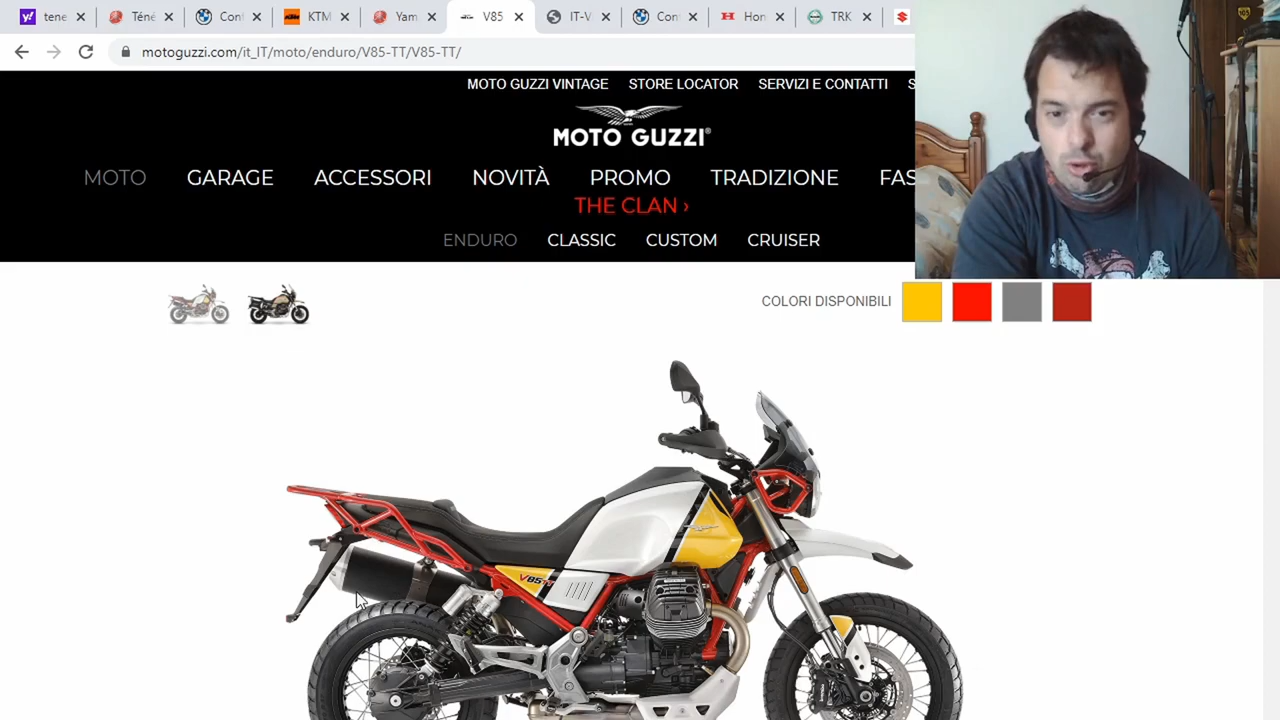 tene
Téné
Con
KTM
Yam
V85
IT-V
Con
Hon
TRK
motoguzzi.com/it_IT/moto/enduro/V85-TT/V85-TT/
MOTO GUZZI VINTAGE STORE LOCATOR SERVIZI E CONTATTI S
MOTO GUZZI®
MOTO GARAGE ACCESSORI NOVITÀ PROMO TRADIZIONE FAS
THE CLAN ›
ENDURO CLASSIC CUSTOM CRUISER
COLORI DISPONIBILI
V85TT